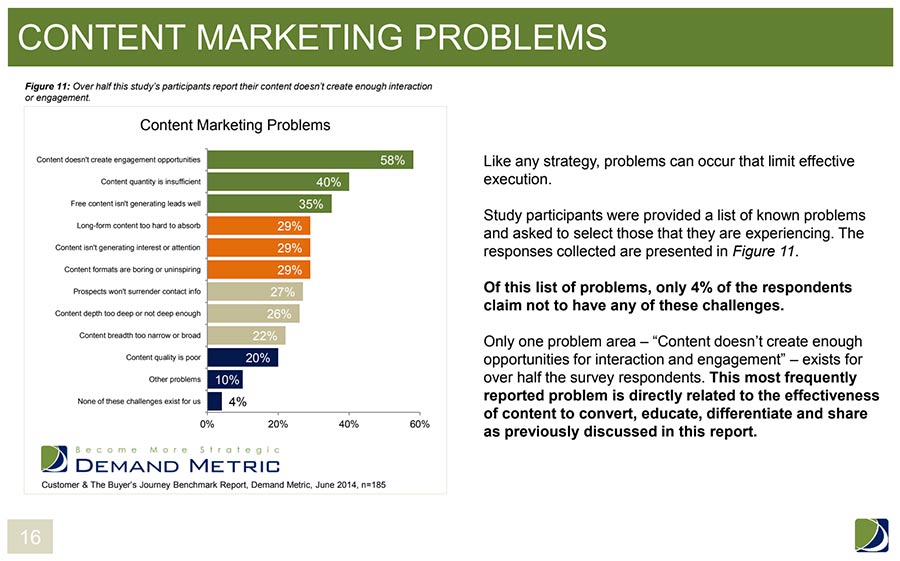 CONTENT MARKETING PROBLEMS
Figure 11: Over half this study's participants report their content doesn't create enough interaction
or engagement.
Content Marketing Problems
Content doesn't create engagement opportunities 58%
Content quantity is insufficient 40%
Free content isn't generating leads well 35%
Long-form content too hard to absorb 29%
Content isn't generating interest or attention 29%
Content formats are boring or uninspiring 29%
Prospects won't surrender contact info 27%
Content depth too deep or not deep enough 26%
Content breadth too narrow or broad 22%
Content quality is poor 20%
Other problems 10%
None of these challenges exist for us 4%
0% 20% 40% 60%
Become More Strategic
DEMAND METRIC
Customer & The Buyer's Journey Benchmark Report, Demand Metric, June 2014, n=185
Like any strategy, problems can occur that limit effective
execution.
Study participants were provided a list of known problems
and asked to select those that they are experiencing. The
responses collected are presented in Figure 11.
Of this list of problems, only 4% of the respondents
claim not to have any of these challenges.
Only one problem area – “Content doesn't create enough
opportunities for interaction and engagement” – exists for
over half the survey respondents. This most frequently
reported problem is directly related to the effectiveness
of content to convert, educate, differentiate and share
as previously discussed in this report.
16